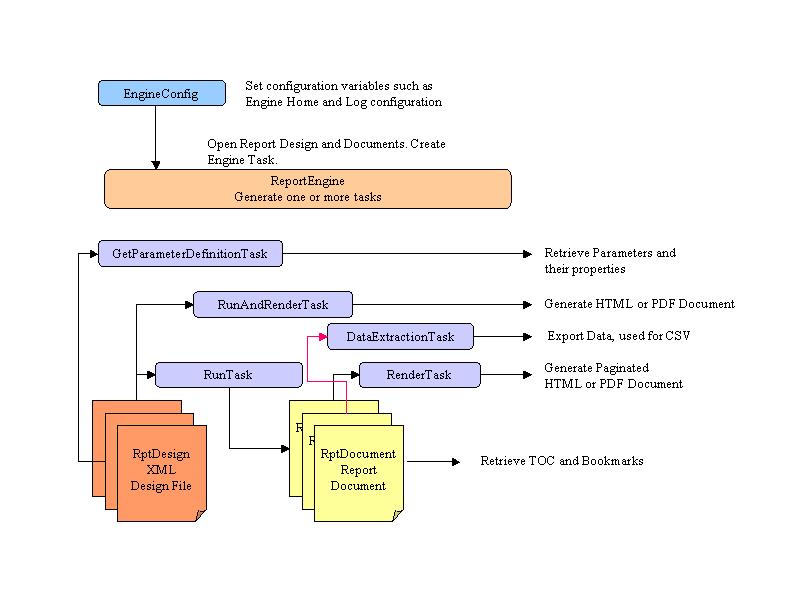 EngineConfig
Set configuration variables such as
Engine Home and Log configuration
Open Report Design and Documents. Create
Engine Task.
ReportEngine
Generate one or more tasks
GetParameterDefinitionTask
Retrieve Parameters and
their properties
RunAndRenderTask
Generate HTML or PDF Document
DataExtractionTask
Export Data, used for CSV
RunTask
RenderTask
Generate Paginated
HTML or PDF Document
R
R
RptDesign
XML
Design File
RptDocument
Report
Document
Retrieve TOC and Bookmarks